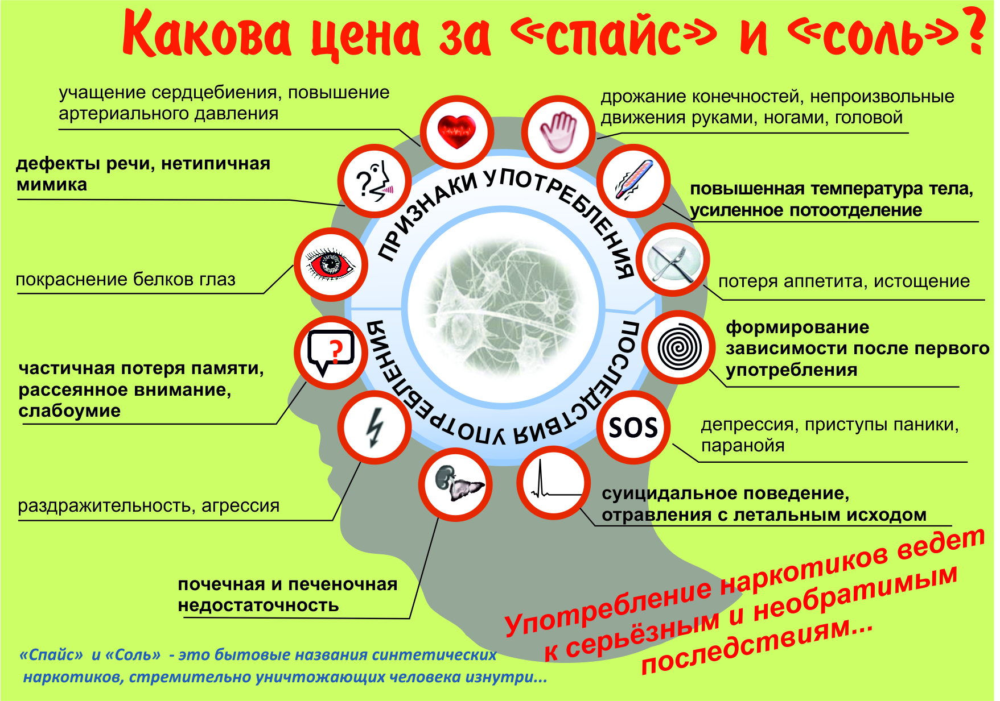 Какова цена за «спайс» и «соль»?
учащение сердцебиения, повышение
артериального давления
дрожание конечностей, непроизвольные
движения руками, ногами, головой
дефекты речи, нетипичная
мимика
повышенная температура тела,
усиленное потоотделение
ПРИЗНАКИ УПОТРЕБЛЕНИЯ
покраснение белков глаз
потеря аппетита, истощение
ПОСЛЕДСТВИЯ УПОТРЕБЛЕНИЯ
формирование
зависимости после первого
употребления
частичная потеря памяти,
рассеянное внимание,
слабоумие
SOS
депрессия, приступы паники,
паранойя
раздражительность, агрессия
суицидальное поведение,
отравления с летальным исходом
почечная и печеночная
недостаточность
Употребление наркотиков ведет
к серьёзным и необратимым
последствиям...
«Спайс» и «Соль» - это бытовые названия синтетических
наркотиков, стремительно уничтожающих человека изнутри...